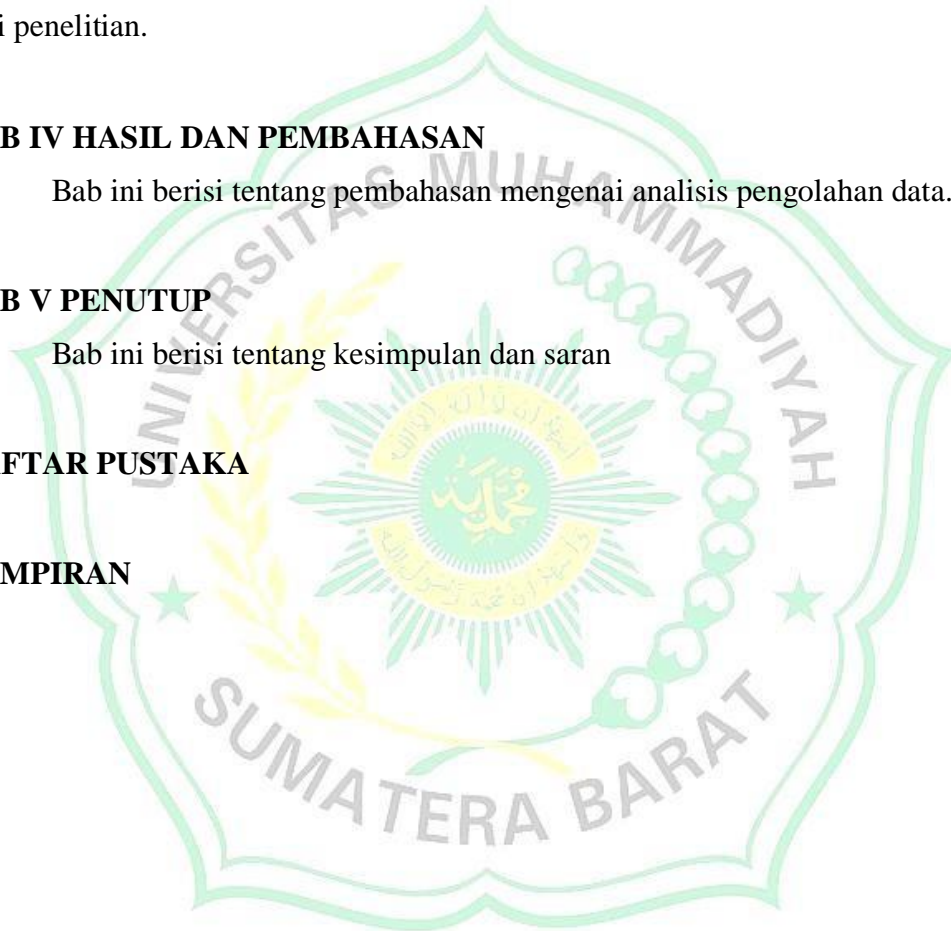 i penelitian.
B IV HASIL DAN PEMBAHASAN
Bab ini berisi tentang pembahasan mengenai analisis pengolahan data.
B V PENUTUP
Bab ini berisi tentang kesimpulan dan saran
FTAR PUSTAKA
MPIRAN
UNIVERSITAS MUHAMMADIYAH
SUMATERA BARAT